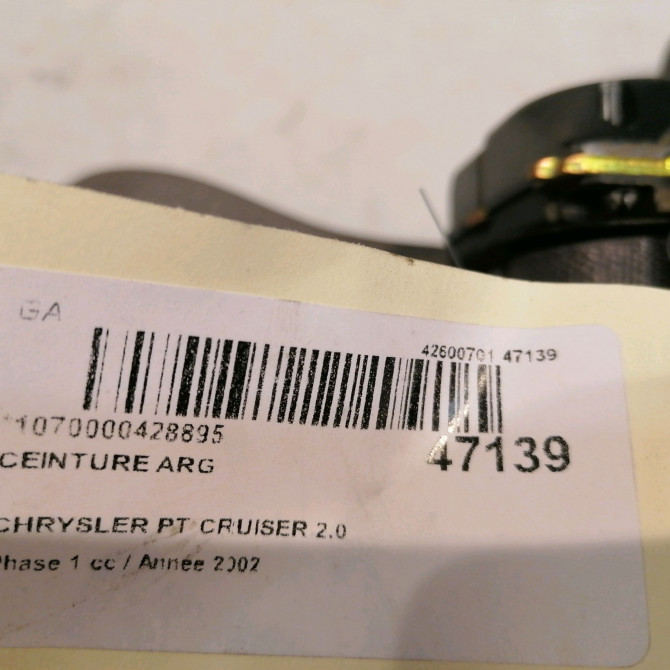 GA
42600701 47139
*1070000428895
47139
CEINTURE ARG
CHRYSLER PT CRUISER 2.0
Phase 1 cc / Année 2002